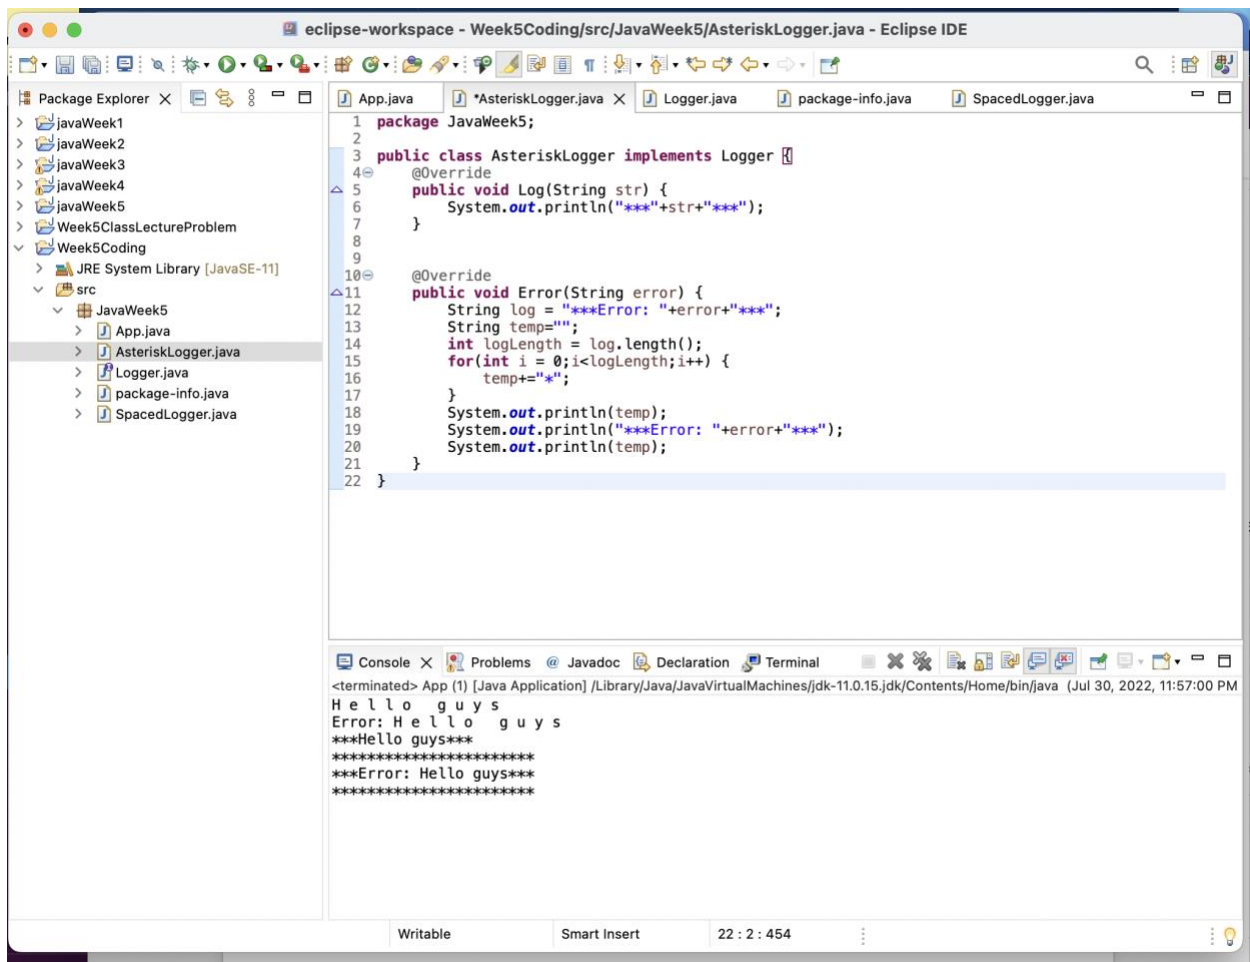 eclipse-workspace - Week5Coding/src/JavaWeek5/AsteriskLogger.java - Eclipse IDE
Package Explorer
javaWeek1
javaWeek2
javaWeek3
javaWeek4
javaWeek5
Week5ClassLectureProblem
Week5Coding
JRE System Library [JavaSE-11]
src
JavaWeek5
App.java
AsteriskLogger.java
Logger.java
package-info.java
SpacedLogger.java
App.java *AsteriskLogger.java Logger.java package-info.java SpacedLogger.java
1 package JavaWeek5;
2
3 public class AsteriskLogger implements Logger {
4 @Override
5 public void Log(String str) {
6 System.out.println("***"+str+"***");
7 }
8
9
10 @Override
11 public void Error(String error) {
12 String log = "***Error: "+error+"***";
13 String temp="";
14 int logLength = log.length();
15 for(int i = 0;i<logLength;i++) {
16 temp+="*";
17 }
18 System.out.println(temp);
19 System.out.println("***Error: "+error+"***");
20 System.out.println(temp);
21 }
22 }
Console Problems @ Javadoc Declaration Terminal
<terminated> App (1) [Java Application] /Library/Java/JavaVirtualMachines/jdk-11.0.15.jdk/Contents/Home/bin/java (Jul 30, 2022, 11:57:00 PM
H e l l o   g u y s
Error: H e l l o   g u y s
***Hello guys***
***********************
***Error: Hello guys***
***********************
Writable Smart Insert 22 : 2 : 454